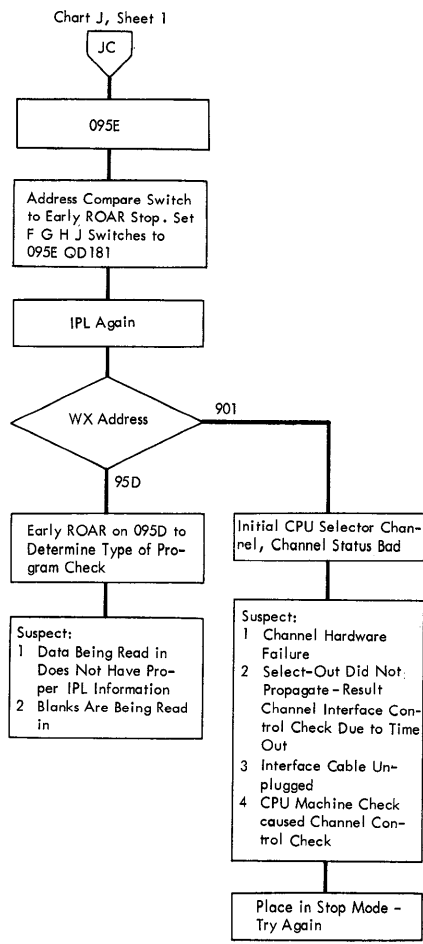 Chart J, Sheet 1
JC
095E
Address Compare Switch
to Early ROAR Stop. Set
F G H J Switches to
095E QD181
IPL Again
WX Address
901
95D
Early ROAR on 095D to
Determine Type of Pro-
gram Check
Suspect:
1 Data Being Read in
Does Not Have Pro-
per IPL Information
2 Blanks Are Being Read
in
Initial CPU Selector Chan-
nel, Channel Status Bad
Suspect:
1 Channel Hardware
Failure
2 Select-Out Did Not
Propagate - Result
Channel Interface Con-
trol Check Due to Time
Out
3 Interface Cable Un-
plugged
4 CPU Machine Check
caused Channel Con-
trol Check
Place in Stop Mode -
Try Again